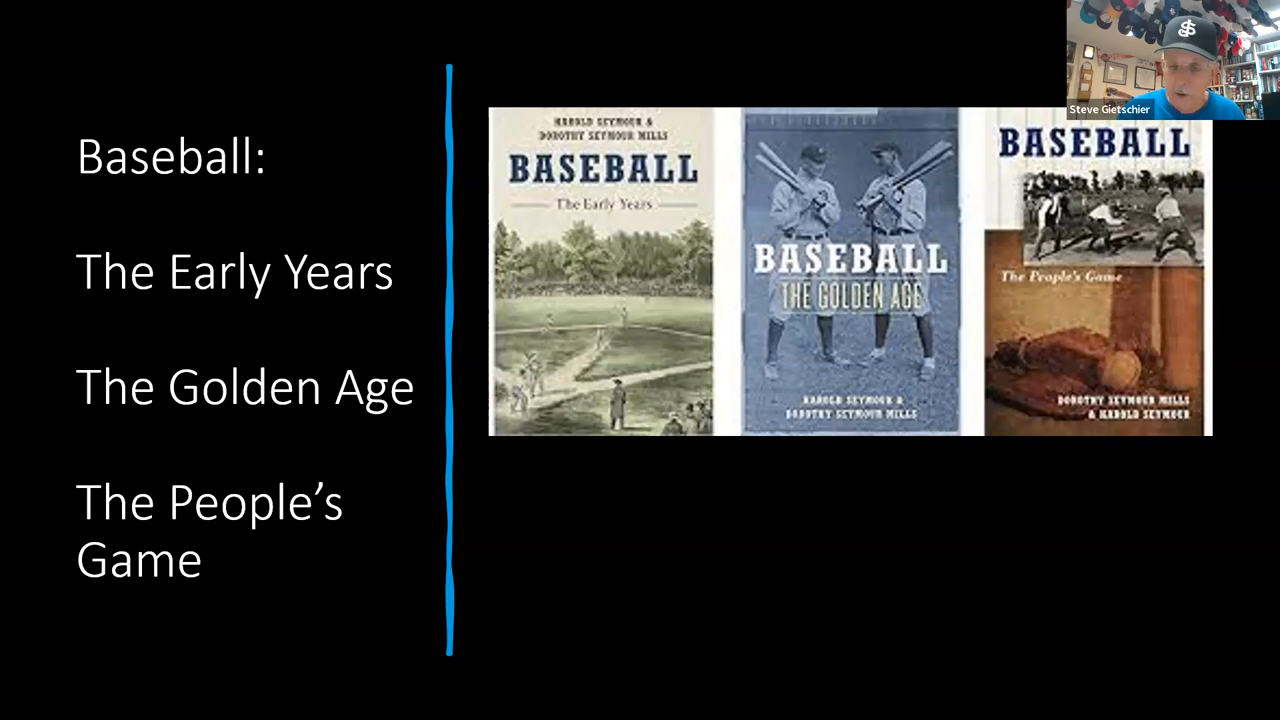 Baseball:
The Early Years
The Golden Age
The People’s
Game
HAROLD SEYMOUR &
DOROTHY SEYMOUR MILLS
BASEBALL
The Early Years
BASEBALL
THE GOLDEN AGE
HAROLD SEYMOUR &
DOROTHY SEYMOUR MILLS
BASEBALL
The People's Game
DOROTHY SEYMOUR MILLS
& HAROLD SEYMOUR
Steve Gietschier